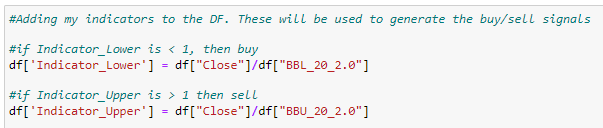 #Adding my indicators to the DF. These will be used to generate the buy/sell signals
#if Indicator_Lower is < 1, then buy
df['Indicator_Lower'] = df["Close"]/df["BBL_20_2.0"]
#if Indicator_Upper is > 1 then sell
df['Indicator_Upper'] = df["Close"]/df["BBU_20_2.0"]